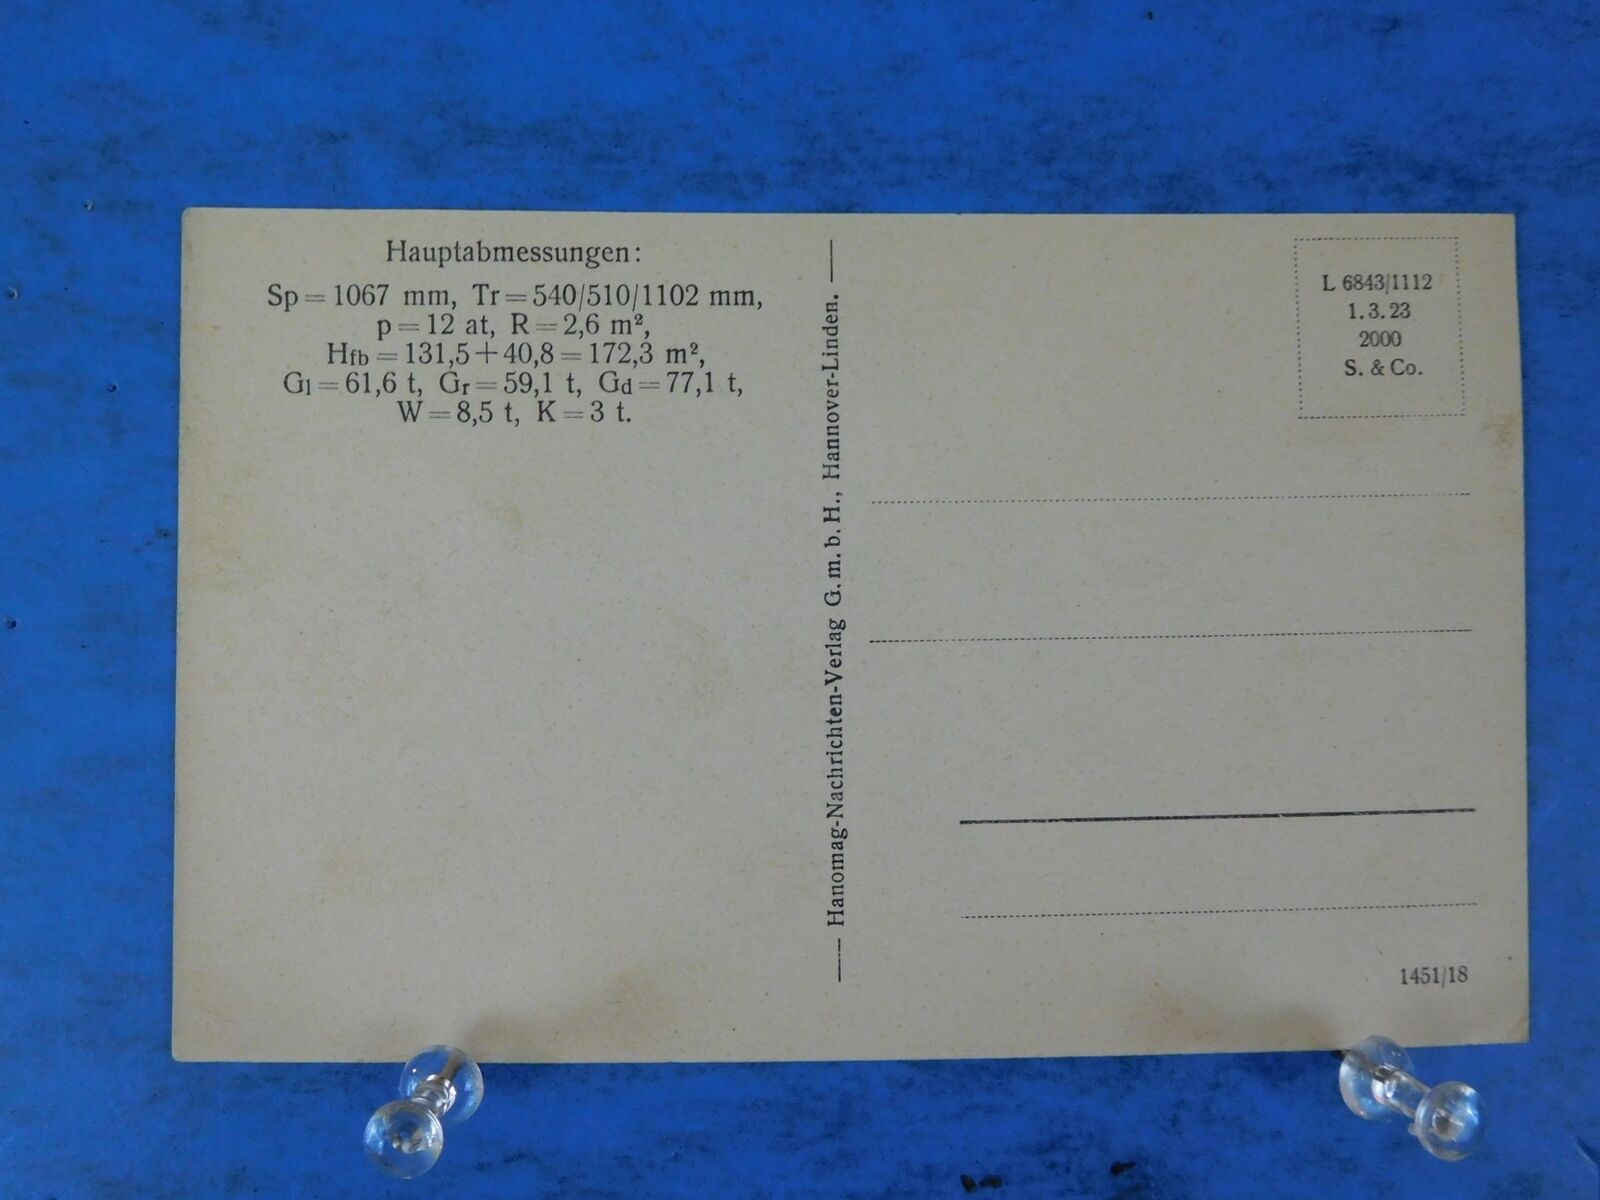 Hauptabmessungen:
Sp = 1067 mm, Tr = 540/510/1102 mm,
p = 12 at, R = 2,6 m²,
Hfb = 131,5 + 40,8 = 172,3 m²,
Gl = 61,6 t, Gr = 59,1 t, Gd = 77,1 t,
W = 8,5 t, K = 3 t.
Hanomag-Nachrichten-Verlag G. m. b. H., Hannover-Linden.
L 6843/1112
1. 3. 23
2000
S. & Co.
1451/18